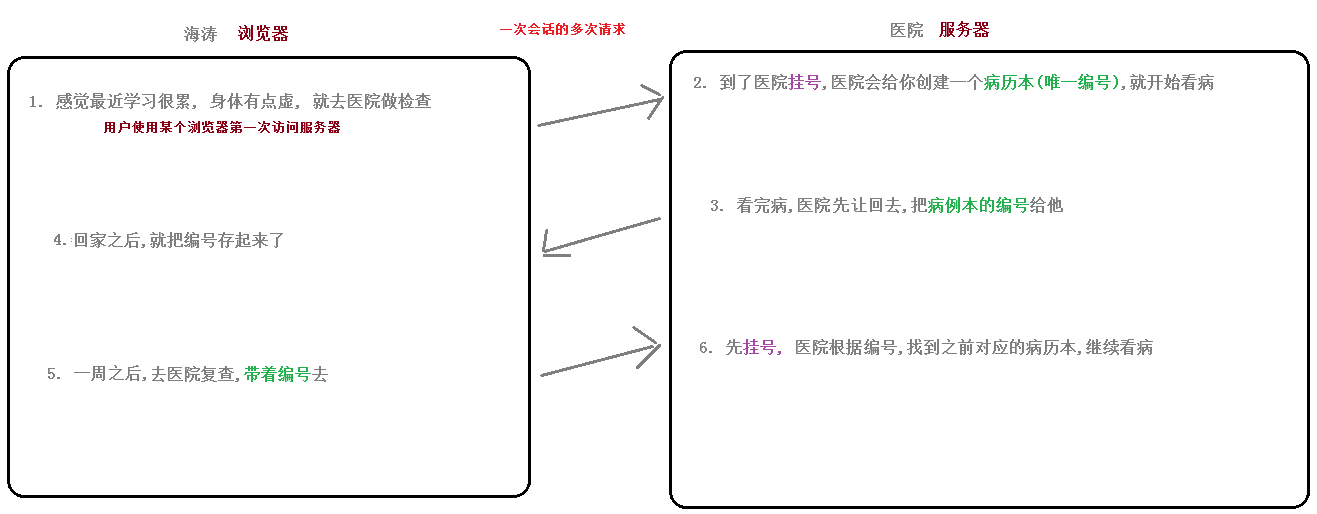 海涛 浏览器
一次会话的多次请求
医院 服务器
1. 感觉最近学习很累, 身体有点虚, 就去医院做检查
用户使用某个浏览器第一次访问服务器
2. 到了医院挂号,医院会给你创建一个病历本(唯一编号),就开始看病
3. 看完病,医院先让回去,把病例本的编号给他
4.回家之后,就把编号存起来了
5. 一周之后,去医院复查,带着编号去
6. 先挂号, 医院根据编号,找到之前对应的病历本,继续看病